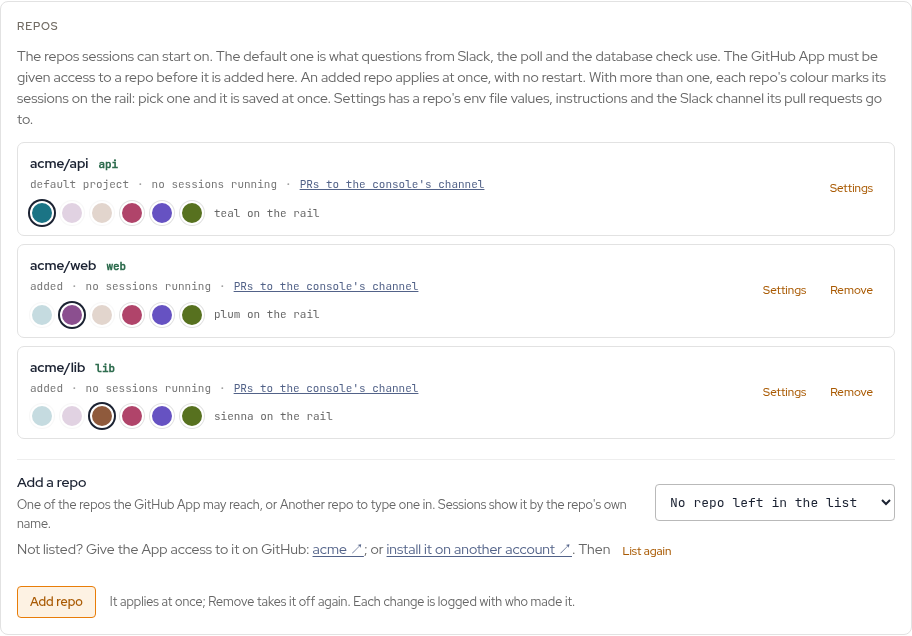 REPOS
The repos sessions can start on. The default one is what questions from Slack, the poll and the database check use. The GitHub App must be
given access to a repo before it is added here. An added repo applies at once, with no restart. With more than one, each repo's colour marks its
sessions on the rail: pick one and it is saved at once. Settings has a repo's env file values, instructions and the Slack channel its pull requests go
to.
acme/api api
default project · no sessions running · PRs to the console's channel
Settings
teal on the rail
acme/web web
added · no sessions running · PRs to the console's channel
Settings Remove
plum on the rail
acme/lib lib
added · no sessions running · PRs to the console's channel
Settings Remove
sienna on the rail
Add a repo
One of the repos the GitHub App may reach, or Another repo to type one in. Sessions show it by the repo's own
name.
No repo left in the list
Not listed? Give the App access to it on GitHub: acme ↗; or install it on another account ↗. Then List again
Add repo It applies at once; Remove takes it off again. Each change is logged with who made it.